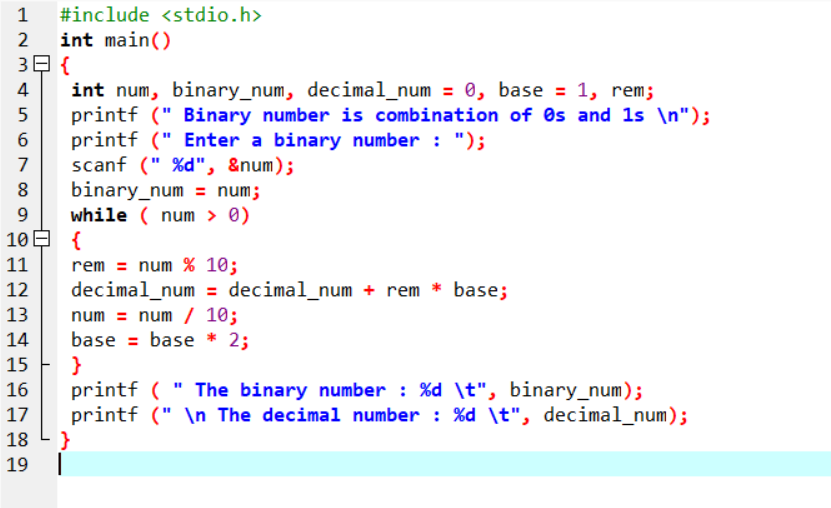 1 #include <stdio.h>
2 int main()
3 {
4 int num, binary_num, decimal_num = 0, base = 1, rem;
5 printf (" Binary number is combination of 0s and 1s \n");
6 printf (" Enter a binary number : ");
7 scanf (" %d", &num);
8 binary_num = num;
9 while ( num > 0)
10 {
11 rem = num % 10;
12 decimal_num = decimal_num + rem * base;
13 num = num / 10;
14 base = base * 2;
15 }
16 printf ( " The binary number : %d \t", binary_num);
17 printf (" \n The decimal number : %d \t", decimal_num);
18 }
19